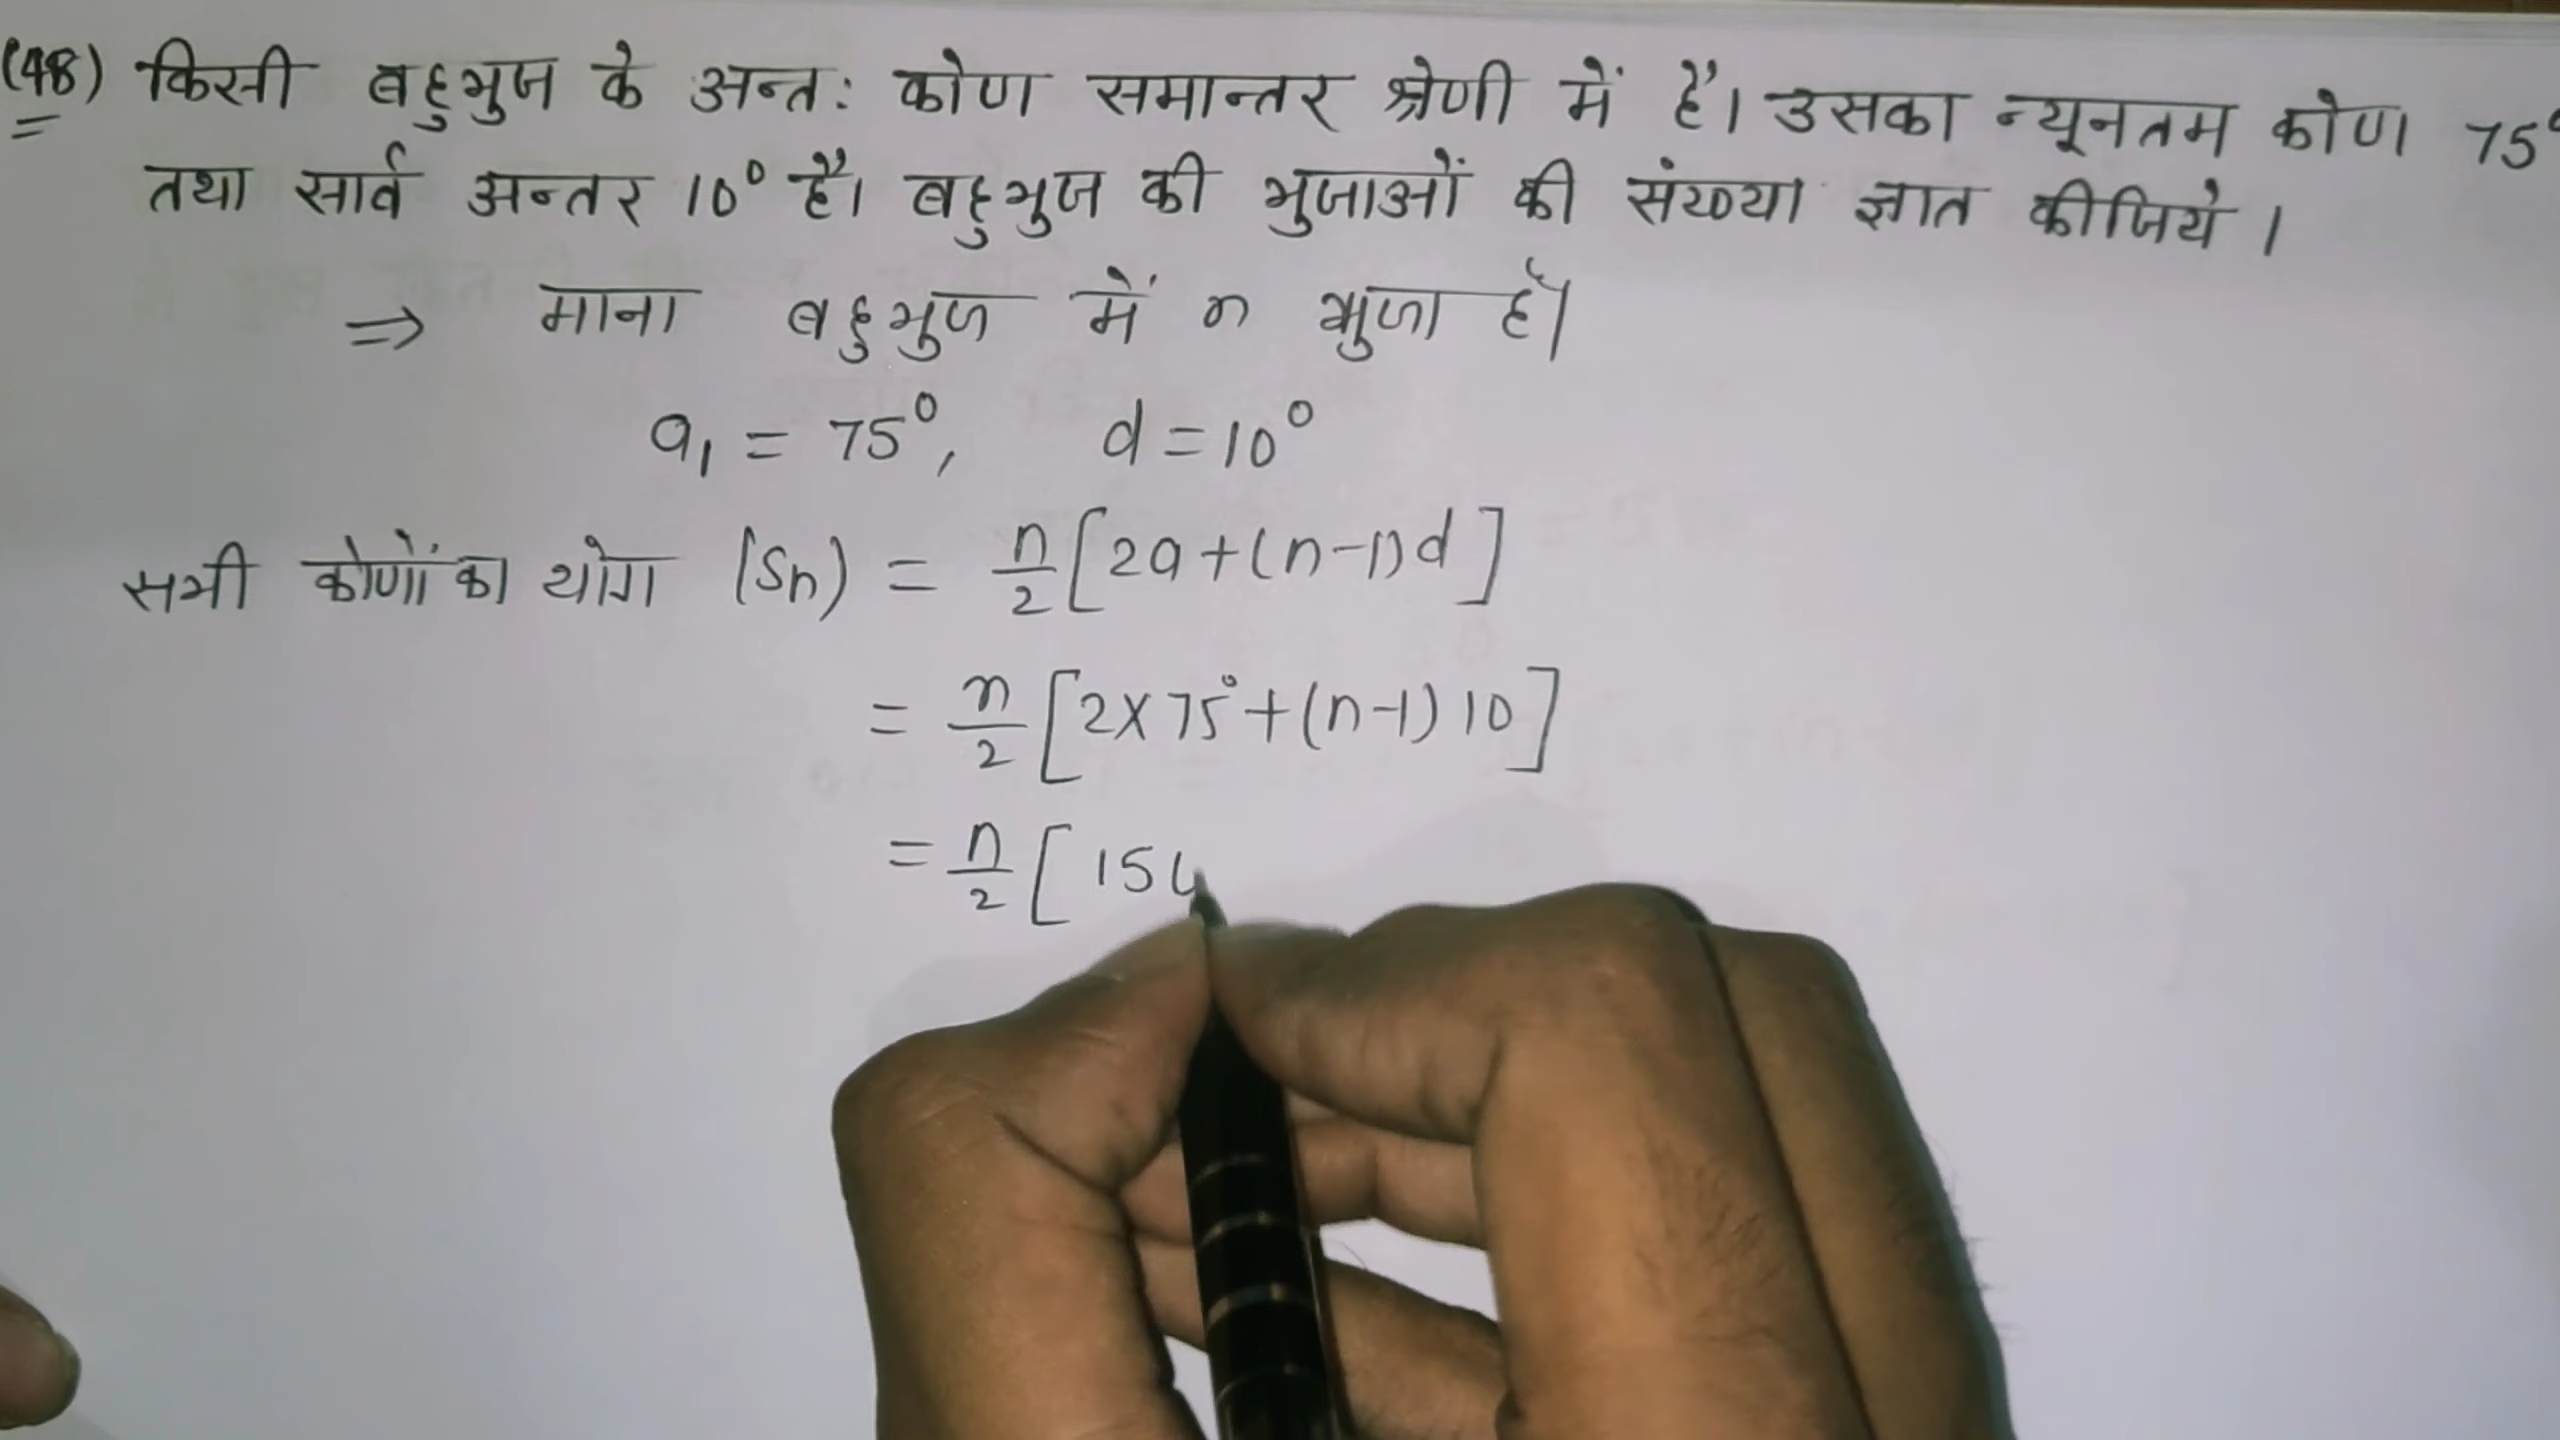 (48) किसी बहुभुज के अन्त: कोण समान्तर श्रेणी में हैं। उसका न्यूनतम कोण 75°
तथा सार्व अन्तर 10° है। बहुभुज की भुजाओं की संख्या ज्ञात कीजिये।
⇒ माना बहुभुज में n भुजा है।
a₁ = 75°, d = 10°
सभी कोणों का योग (Sn) = n/2 [2a + (n-1)d]
= n/2 [2×75° + (n-1) 10]
= n/2 [ 15